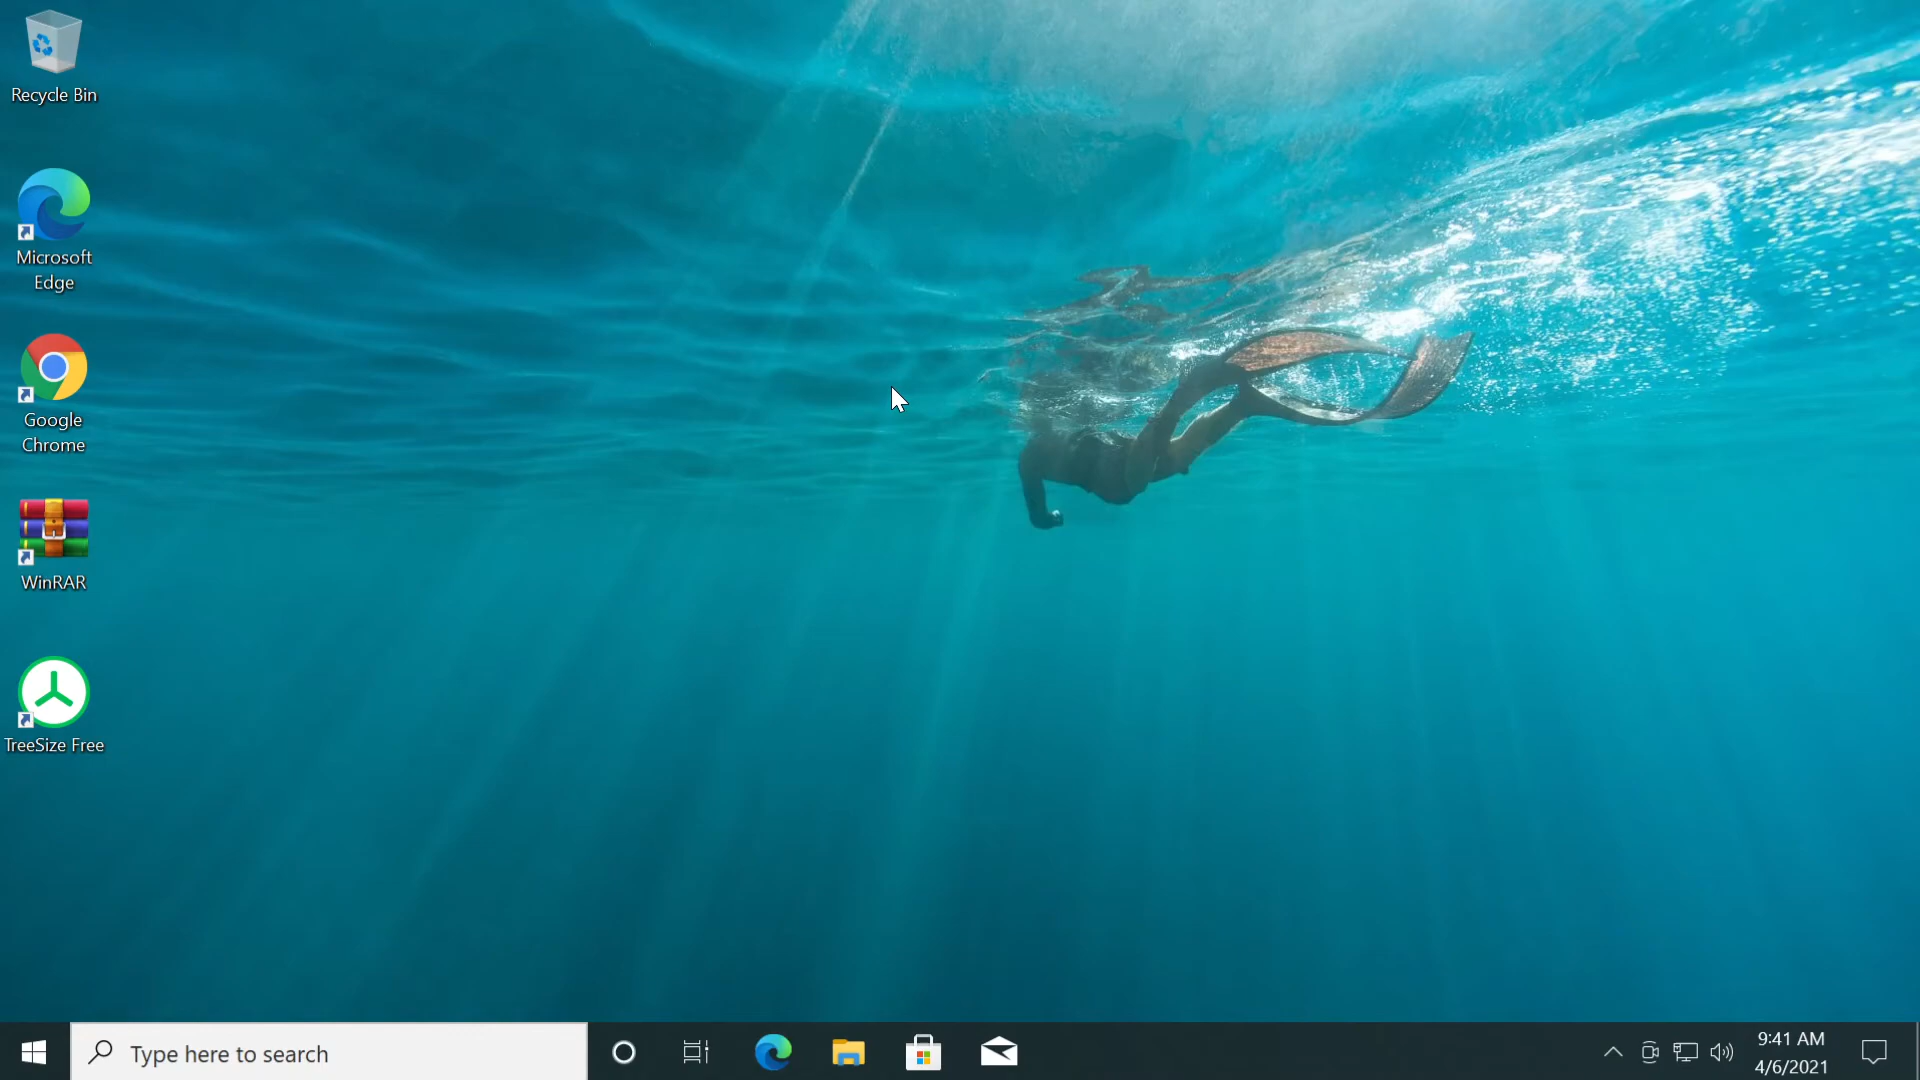 Recycle Bin
Microsoft
Edge
Google
Chrome
WinRAR
TreeSize Free
Type here to search
9:41 AM
4/6/2021